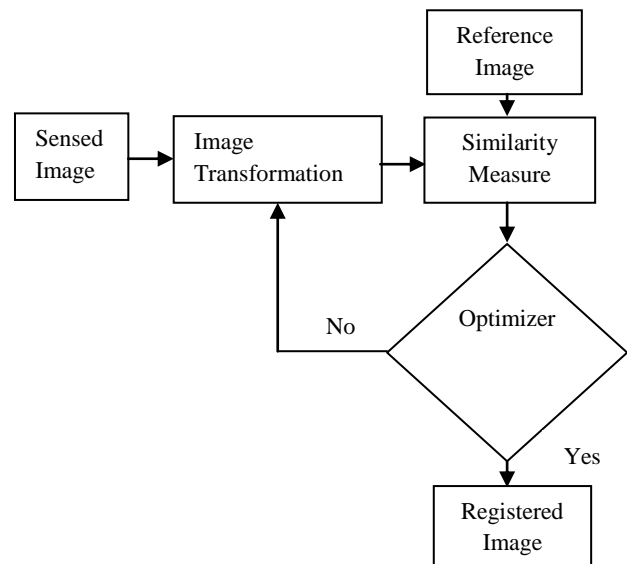 Reference
Image
Sensed
Image
Image
Transformation
Similarity
Measure
Optimizer
No
Yes
Registered
Image